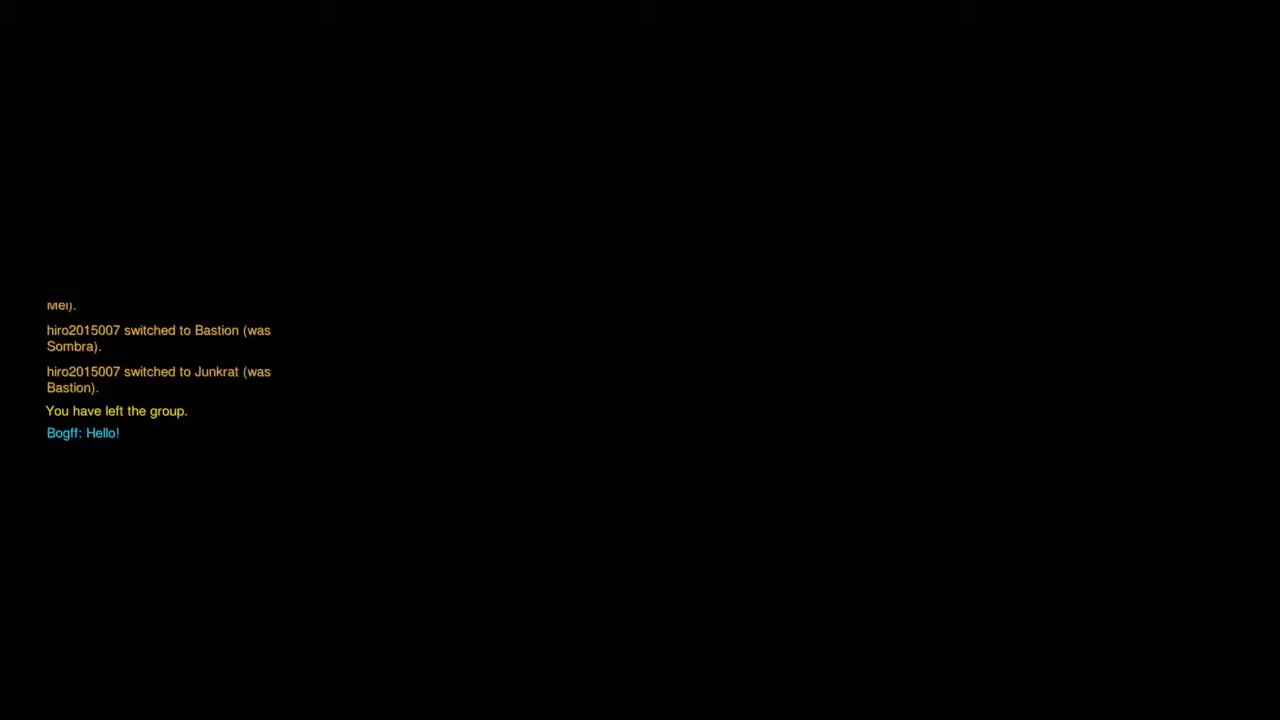 Mei).
hiro2015007 switched to Bastion (was
Sombra).
hiro2015007 switched to Junkrat (was
Bastion).
You have left the group.
Bogff: Hello!